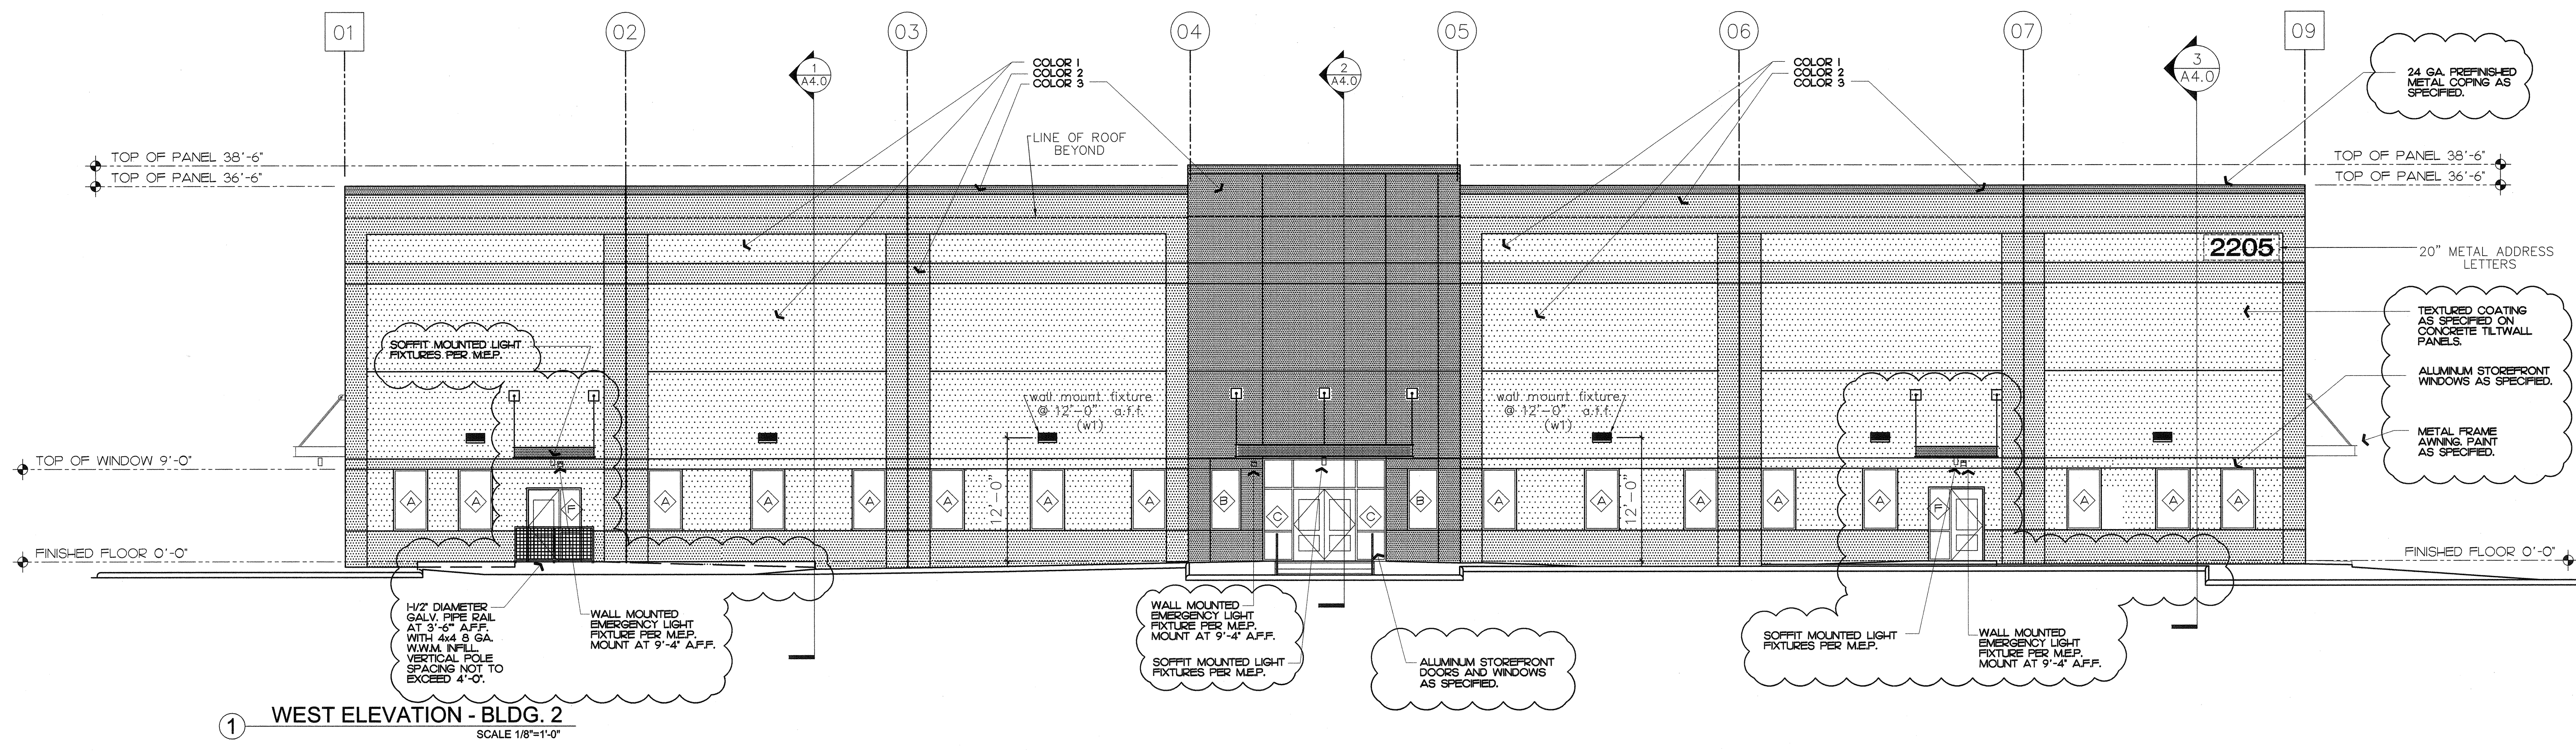 01 02 03 04 05 06 07 09
1
A4.0
2
A4.0
3
A4.0
COLOR 1
COLOR 2
COLOR 3
COLOR 1
COLOR 2
COLOR 3
24 GA. PREFINISHED
METAL COPING AS
SPECIFIED.
LINE OF ROOF
BEYOND
TOP OF PANEL 38'-6"
TOP OF PANEL 36'-6"
TOP OF PANEL 38'-6"
TOP OF PANEL 36'-6"
2205
20" METAL ADDRESS
LETTERS
SOFFIT MOUNTED LIGHT
FIXTURES PER M.E.P.
TEXTURED COATING
AS SPECIFIED ON
CONCRETE TILTWALL
PANELS.
ALUMINUM STOREFRONT
WINDOWS AS SPECIFIED.
METAL FRAME
AWNING. PAINT
AS SPECIFIED.
wall mount fixture
@ 12'-0" a.f.f.
(w1)
wall mount fixture
@ 12'-0" a.f.f.
(w1)
TOP OF WINDOW 9'-0"
A A F A A A A A A B C C B A A A A A F A A A
12'-0"
12'-0"
FINISHED FLOOR 0'-0"
FINISHED FLOOR 0'-0"
1-1/2" DIAMETER
GALV. PIPE RAIL
AT 3'-6" A.F.F.
WITH 4x4 8 GA.
W.W.M. INFILL.
VERTICAL POLE
SPACING NOT TO
EXCEED 4'-0".
WALL MOUNTED
EMERGENCY LIGHT
FIXTURE PER M.E.P.
MOUNT AT 9'-4" A.F.F.
WALL MOUNTED
EMERGENCY LIGHT
FIXTURE PER M.E.P.
MOUNT AT 9'-4" A.F.F.
SOFFIT MOUNTED LIGHT
FIXTURES PER M.E.P.
ALUMINUM STOREFRONT
DOORS AND WINDOWS
AS SPECIFIED.
SOFFIT MOUNTED LIGHT
FIXTURES PER M.E.P.
WALL MOUNTED
EMERGENCY LIGHT
FIXTURE PER M.E.P.
MOUNT AT 9'-4" A.F.F.
1 WEST ELEVATION - BLDG. 2
SCALE 1/8"=1'-0"